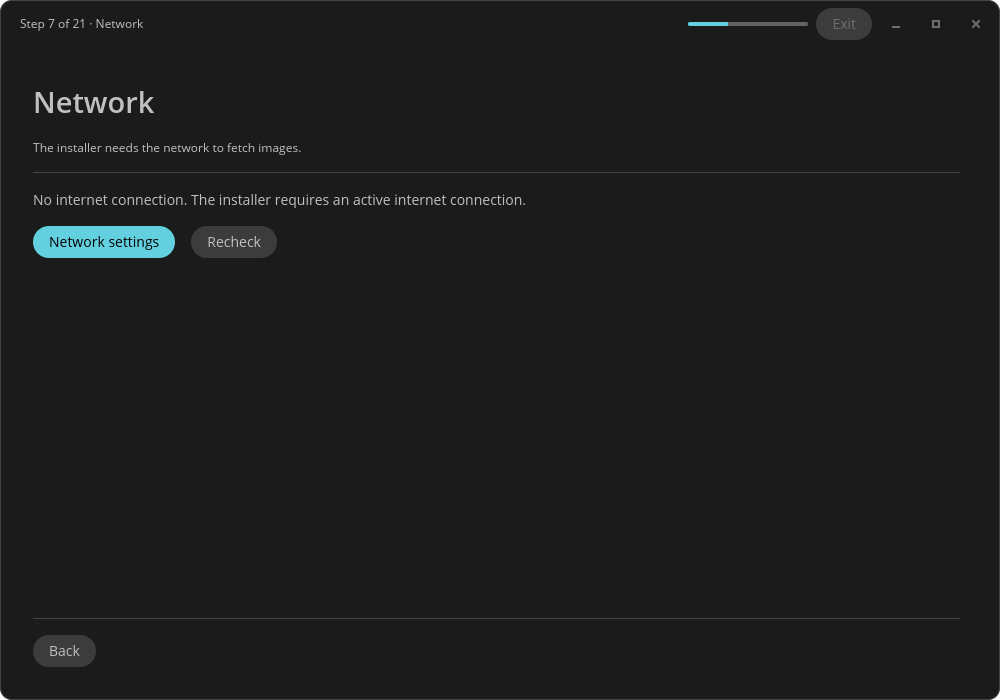 Step 7 of 21 · Network
Exit
Network
The installer needs the network to fetch images.
No internet connection. The installer requires an active internet connection.
Network settings
Recheck
Back